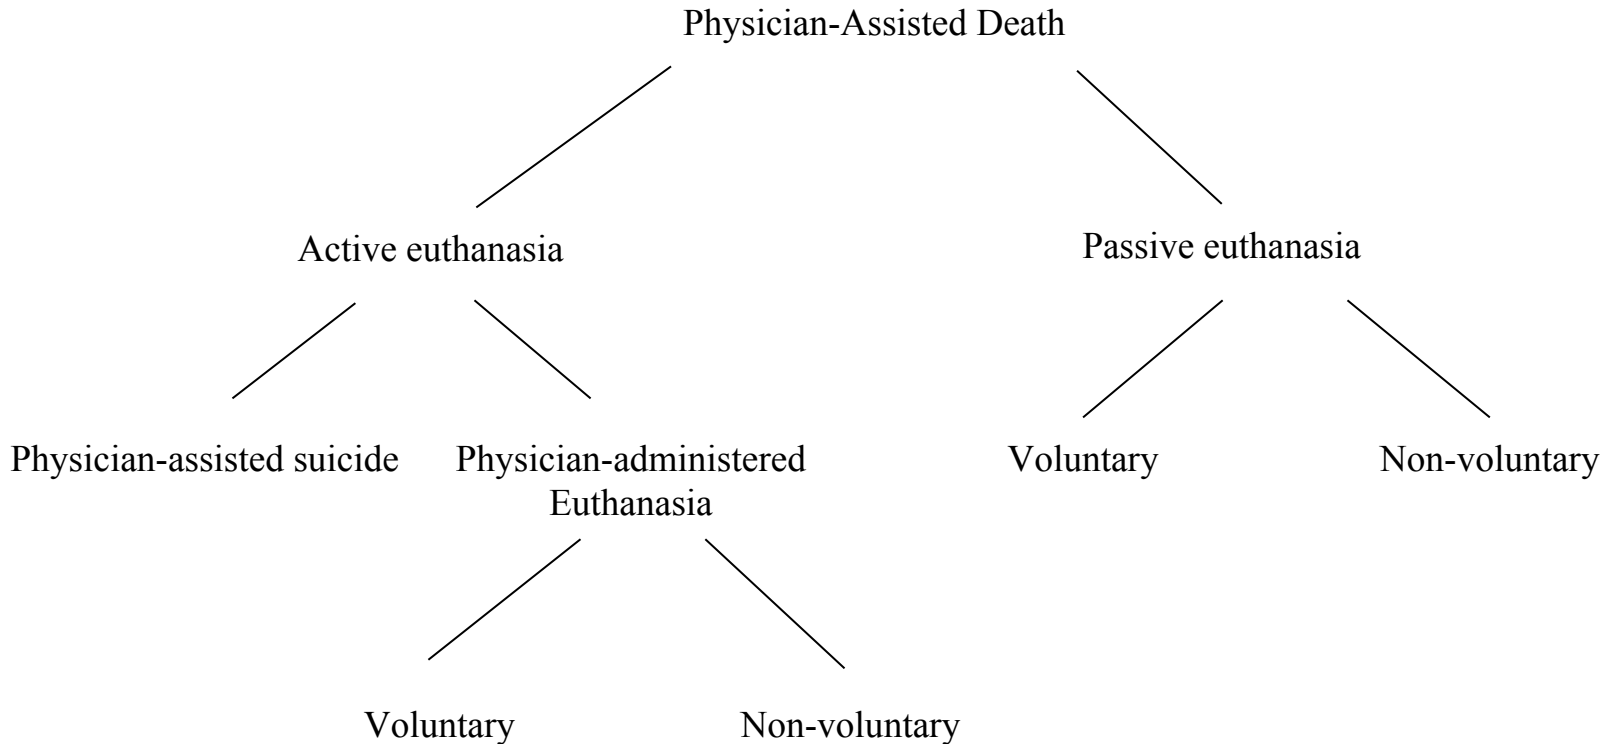 Physician-Assisted Death
Active euthanasia
Passive euthanasia
Physician-assisted suicide
Physician-administered
Euthanasia
Voluntary
Non-voluntary
Voluntary
Non-voluntary